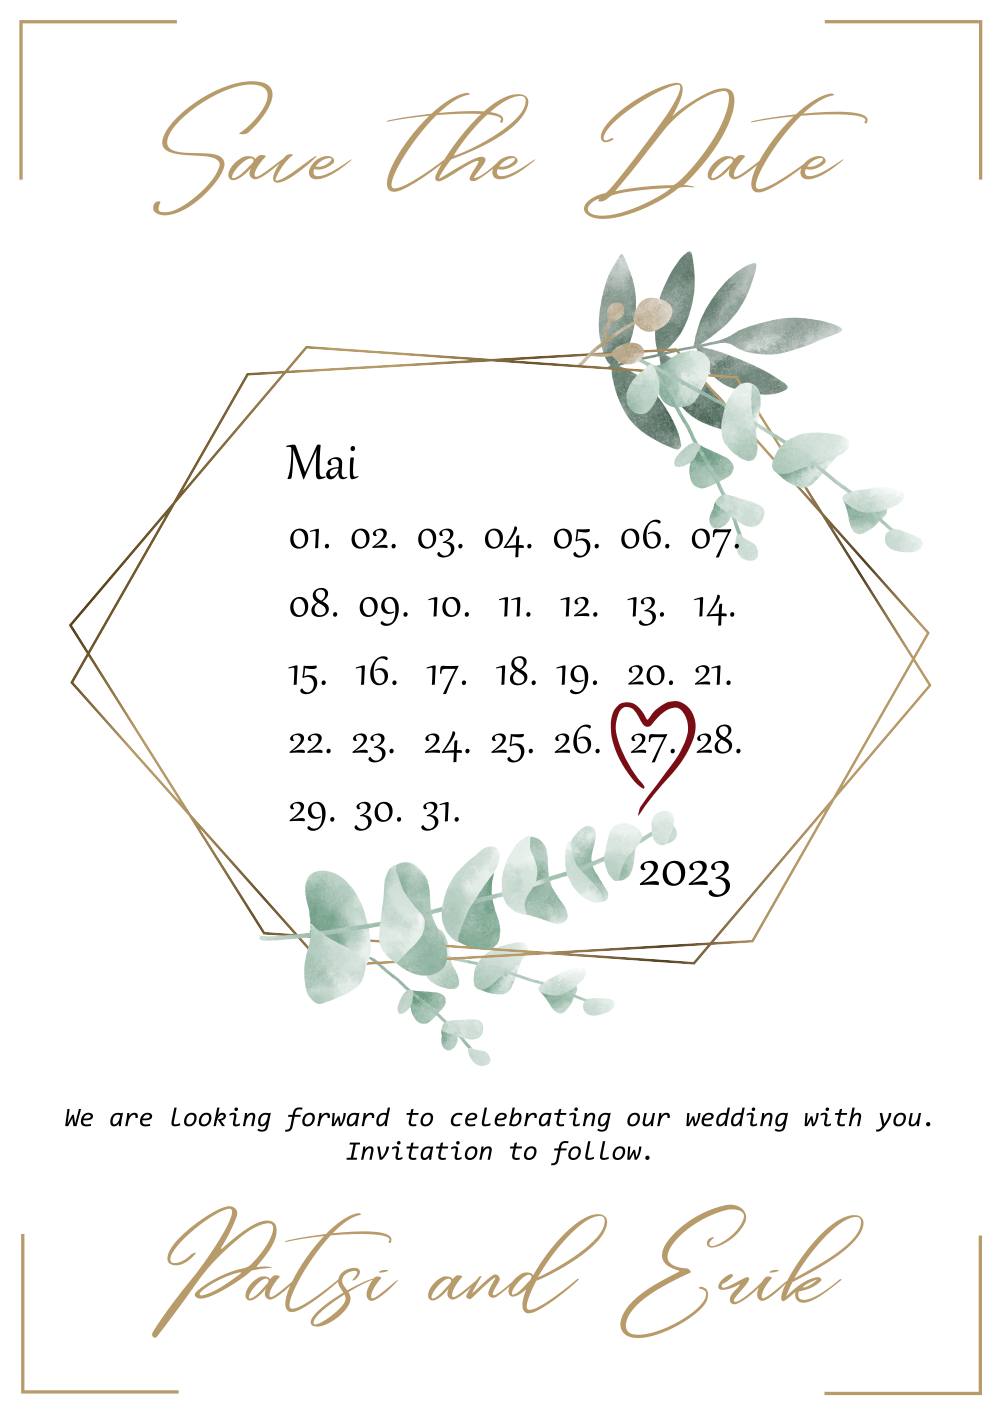 Save the Date
Mai
01. 02. 03. 04. 05. 06. 07.
08. 09. 10. 11. 12. 13. 14.
15. 16. 17. 18. 19. 20. 21.
22. 23. 24. 25. 26. 27. 28.
29. 30. 31.
2023
We are looking forward to celebrating our wedding with you.
Invitation to follow.
Patsi and Erik